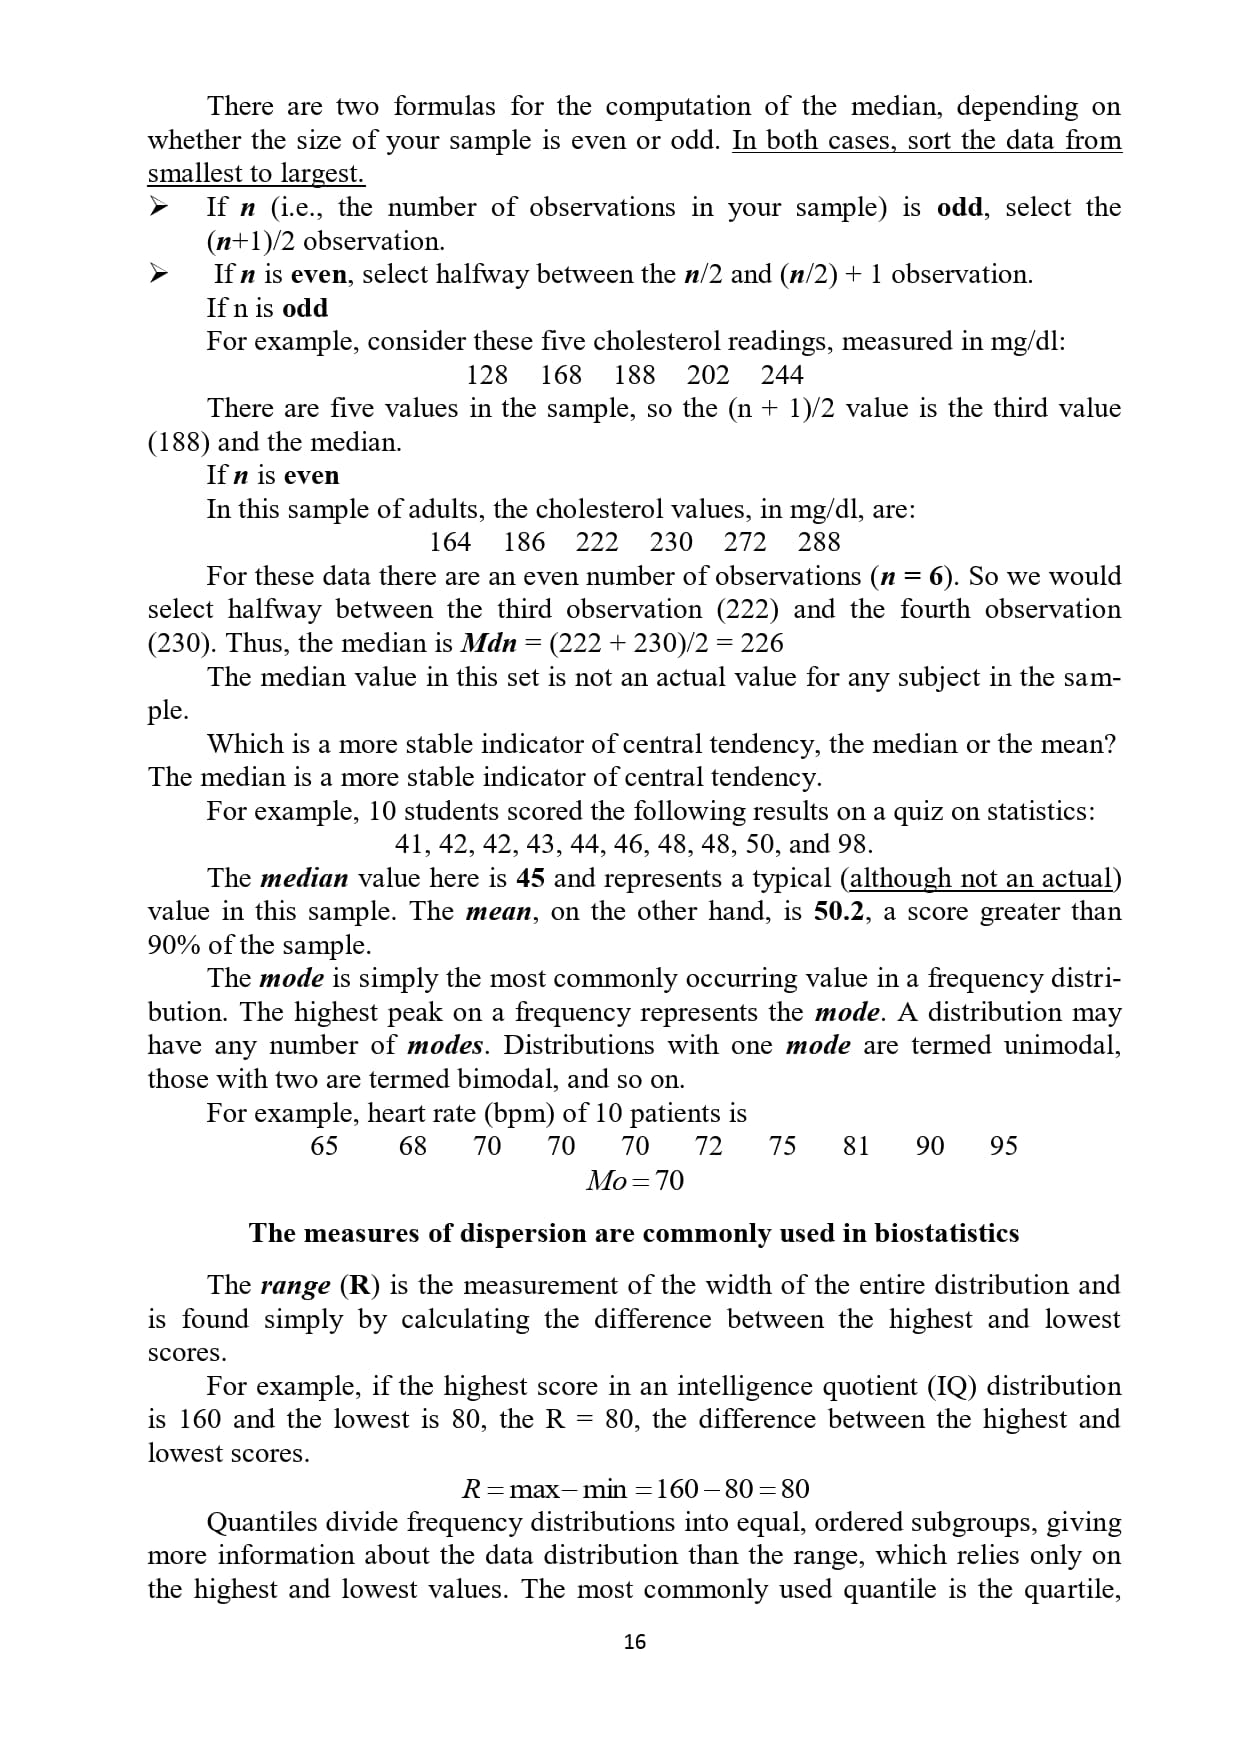 There are two formulas for the computation of the median, depending on
whether the size of your sample is even or odd. In both cases, sort the data from
smallest to largest.
➢ If n (i.e., the number of observations in your sample) is odd, select the
(n+1)/2 observation.
➢ If n is even, select halfway between the n/2 and (n/2) + 1 observation.
If n is odd
For example, consider these five cholesterol readings, measured in mg/dl:
128 168 188 202 244
There are five values in the sample, so the (n + 1)/2 value is the third value
(188) and the median.
If n is even
In this sample of adults, the cholesterol values, in mg/dl, are:
164 186 222 230 272 288
For these data there are an even number of observations (n = 6). So we would
select halfway between the third observation (222) and the fourth observation
(230). Thus, the median is Mdn = (222 + 230)/2 = 226
The median value in this set is not an actual value for any subject in the sam-
ple.
Which is a more stable indicator of central tendency, the median or the mean?
The median is a more stable indicator of central tendency.
For example, 10 students scored the following results on a quiz on statistics:
41, 42, 42, 43, 44, 46, 48, 48, 50, and 98.
The median value here is 45 and represents a typical (although not an actual)
value in this sample. The mean, on the other hand, is 50.2, a score greater than
90% of the sample.
The mode is simply the most commonly occurring value in a frequency distri-
bution. The highest peak on a frequency represents the mode. A distribution may
have any number of modes. Distributions with one mode are termed unimodal,
those with two are termed bimodal, and so on.
For example, heart rate (bpm) of 10 patients is
65 68 70 70 70 72 75 81 90 95
Mo = 70
The measures of dispersion are commonly used in biostatistics
The range (R) is the measurement of the width of the entire distribution and
is found simply by calculating the difference between the highest and lowest
scores.
For example, if the highest score in an intelligence quotient (IQ) distribution
is 160 and the lowest is 80, the R = 80, the difference between the highest and
lowest scores.
R = max− min = 160 − 80 = 80
Quantiles divide frequency distributions into equal, ordered subgroups, giving
more information about the data distribution than the range, which relies only on
the highest and lowest values. The most commonly used quantile is the quartile,
16